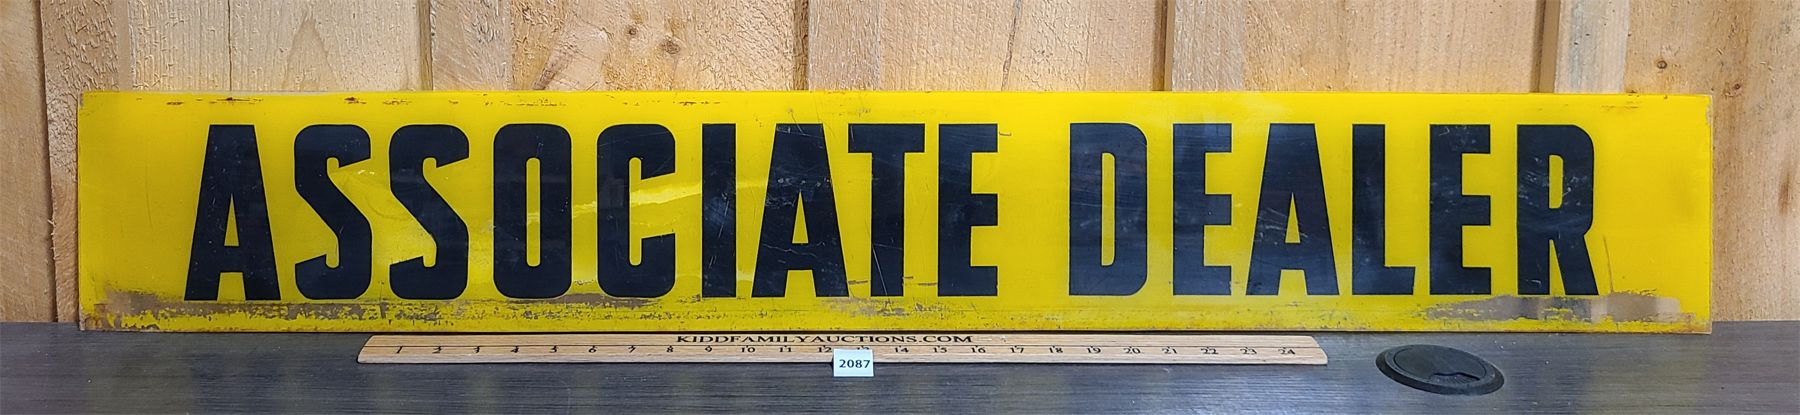 ASSOCIATE DEALER
KIDDFAMILYAUCTIONS.COM
1 2 3 4 5 6 7 8 9 10 11 12 13 14 15 16 17 18 19 20 21 22 23 24
2087